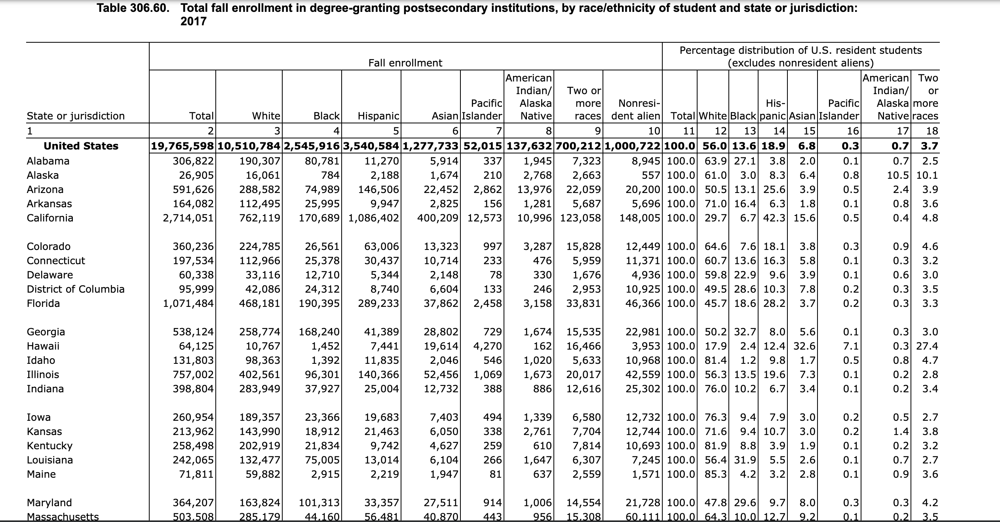 Table 306.60. Total fall enrollment in degree-granting postsecondary institutions, by race/ethnicity of student and state or jurisdiction:
2017
State or jurisdiction
Fall enrollment
Percentage distribution of U.S. resident students
(excludes nonresident aliens)
Total White Black Hispanic Asian Pacific Islander American Indian/ Alaska Native Two or more races Nonresi- dent alien Total White Black His- panic Asian Pacific Islander American Indian/ Alaska Native Two or more races
1 2 3 4 5 6 7 8 9 10 11 12 13 14 15 16 17 18
United States 19,765,598 10,510,784 2,545,916 3,540,584 1,277,733 52,015 137,632 700,212 1,000,722 100.0 56.0 13.6 18.9 6.8 0.3 0.7 3.7
Alabama 306,822 190,307 80,781 11,270 5,914 337 1,945 7,323 8,945 100.0 63.9 27.1 3.8 2.0 0.1 0.7 2.5
Alaska 26,905 16,061 784 2,188 1,674 210 2,768 2,663 557 100.0 61.0 3.0 8.3 6.4 0.8 10.5 10.1
Arizona 591,626 288,582 74,989 146,506 22,452 2,862 13,976 22,059 20,200 100.0 50.5 13.1 25.6 3.9 0.5 2.4 3.9
Arkansas 164,082 112,495 25,995 9,947 2,825 156 1,281 5,687 5,696 100.0 71.0 16.4 6.3 1.8 0.1 0.8 3.6
California 2,714,051 762,119 170,689 1,086,402 400,209 12,573 10,996 123,058 148,005 100.0 29.7 6.7 42.3 15.6 0.5 0.4 4.8
Colorado 360,236 224,785 26,561 63,006 13,323 997 3,287 15,828 12,449 100.0 64.6 7.6 18.1 3.8 0.3 0.9 4.6
Connecticut 197,534 112,966 25,378 30,437 10,714 233 476 5,959 11,371 100.0 60.7 13.6 16.3 5.8 0.1 0.3 3.2
Delaware 60,338 33,116 12,710 5,344 2,148 78 330 1,676 4,936 100.0 59.8 22.9 9.6 3.9 0.1 0.6 3.0
District of Columbia 95,999 42,086 24,312 8,740 6,604 133 246 2,953 10,925 100.0 49.5 28.6 10.3 7.8 0.2 0.3 3.5
Florida 1,071,484 468,181 190,395 289,233 37,862 2,458 3,158 33,831 46,366 100.0 45.7 18.6 28.2 3.7 0.2 0.3 3.3
Georgia 538,124 258,774 168,240 41,389 28,802 729 1,674 15,535 22,981 100.0 50.2 32.7 8.0 5.6 0.1 0.3 3.0
Hawaii 64,125 10,767 1,452 7,441 19,614 4,270 162 16,466 3,953 100.0 17.9 2.4 12.4 32.6 7.1 0.3 27.4
Idaho 131,803 98,363 1,392 11,835 2,046 546 1,020 5,633 10,968 100.0 81.4 1.2 9.8 1.7 0.5 0.8 4.7
Illinois 757,002 402,561 96,301 140,366 52,456 1,069 1,673 20,017 42,559 100.0 56.3 13.5 19.6 7.3 0.1 0.2 2.8
Indiana 398,804 283,949 37,927 25,004 12,732 388 886 12,616 25,302 100.0 76.0 10.2 6.7 3.4 0.1 0.2 3.4
Iowa 260,954 189,357 23,366 19,683 7,403 494 1,339 6,580 12,732 100.0 76.3 9.4 7.9 3.0 0.2 0.5 2.7
Kansas 213,962 143,990 18,912 21,463 6,050 338 2,761 7,704 12,744 100.0 71.6 9.4 10.7 3.0 0.2 1.4 3.8
Kentucky 258,498 202,919 21,834 9,742 4,627 259 610 7,814 10,693 100.0 81.9 8.8 3.9 1.9 0.1 0.2 3.2
Louisiana 242,065 132,477 75,005 13,014 6,104 266 1,647 6,307 7,245 100.0 56.4 31.9 5.5 2.6 0.1 0.7 2.7
Maine 71,811 59,882 2,915 2,219 1,947 81 637 2,559 1,571 100.0 85.3 4.2 3.2 2.8 0.1 0.9 3.6
Maryland 364,207 163,824 101,313 33,357 27,511 914 1,006 14,554 21,728 100.0 47.8 29.6 9.7 8.0 0.3 0.3 4.2
Massachusetts 503,508 285,179 44,160 56,481 40,870 443 956 15,308 60,111 100.0 64.3 10.0 12.7 9.2 0.1 0.2 3.5